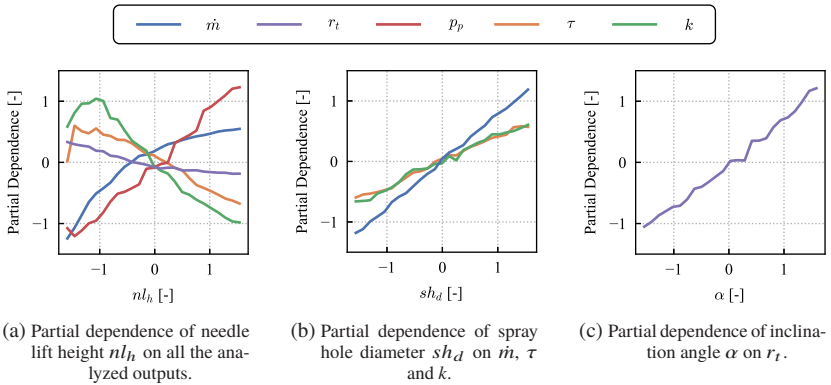 ṁ r_t p_p τ k
Partial Dependence [-]
1
0
−1
−1 0 1
nl_h [-]
Partial Dependence [-]
1
0
−1
−1 0 1
sh_d [-]
Partial Dependence [-]
1
0
−1
−1 0 1
α [-]
(a) Partial dependence of needle
lift height nl_h on all the ana-
lyzed outputs.
(b) Partial dependence of spray
hole diameter sh_d on ṁ, τ
and k.
(c) Partial dependence of inclina-
tion angle α on r_t.